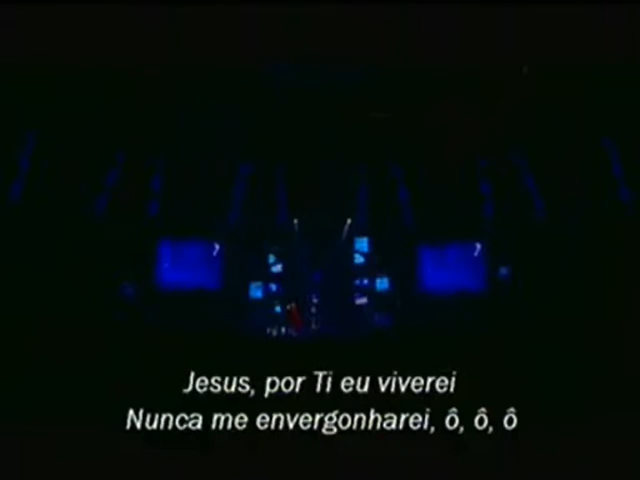 Jesus, por Ti eu viverei
Nunca me envergonharei, ô, ô, ô